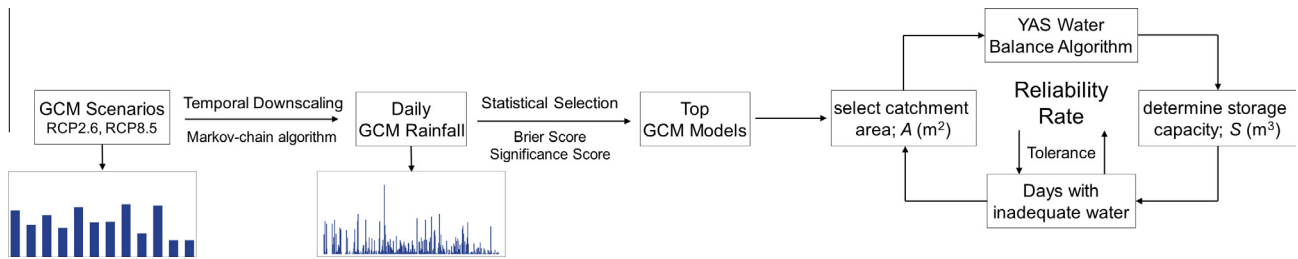 GCM Scenarios
RCP2.6, RCP8.5
Temporal Downscaling
Markov-chain algorithm
Daily
GCM Rainfall
Statistical Selection
Brier Score
Significance Score
Top
GCM Models
select catchment
area; A (m²)
YAS Water
Balance Algorithm
Reliability
Rate
Tolerance
determine storage
capacity; S (m³)
Days with
inadequate water